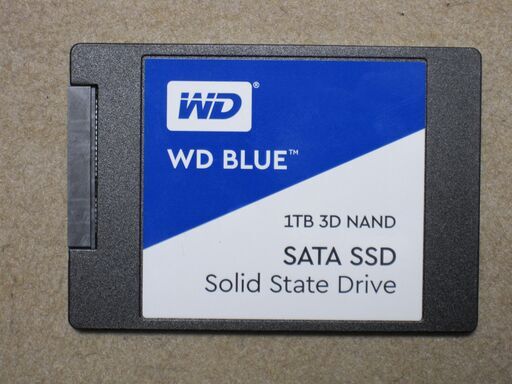 WD®
WD BLUE™
1TB 3D NAND
SATA SSD
Solid State Drive